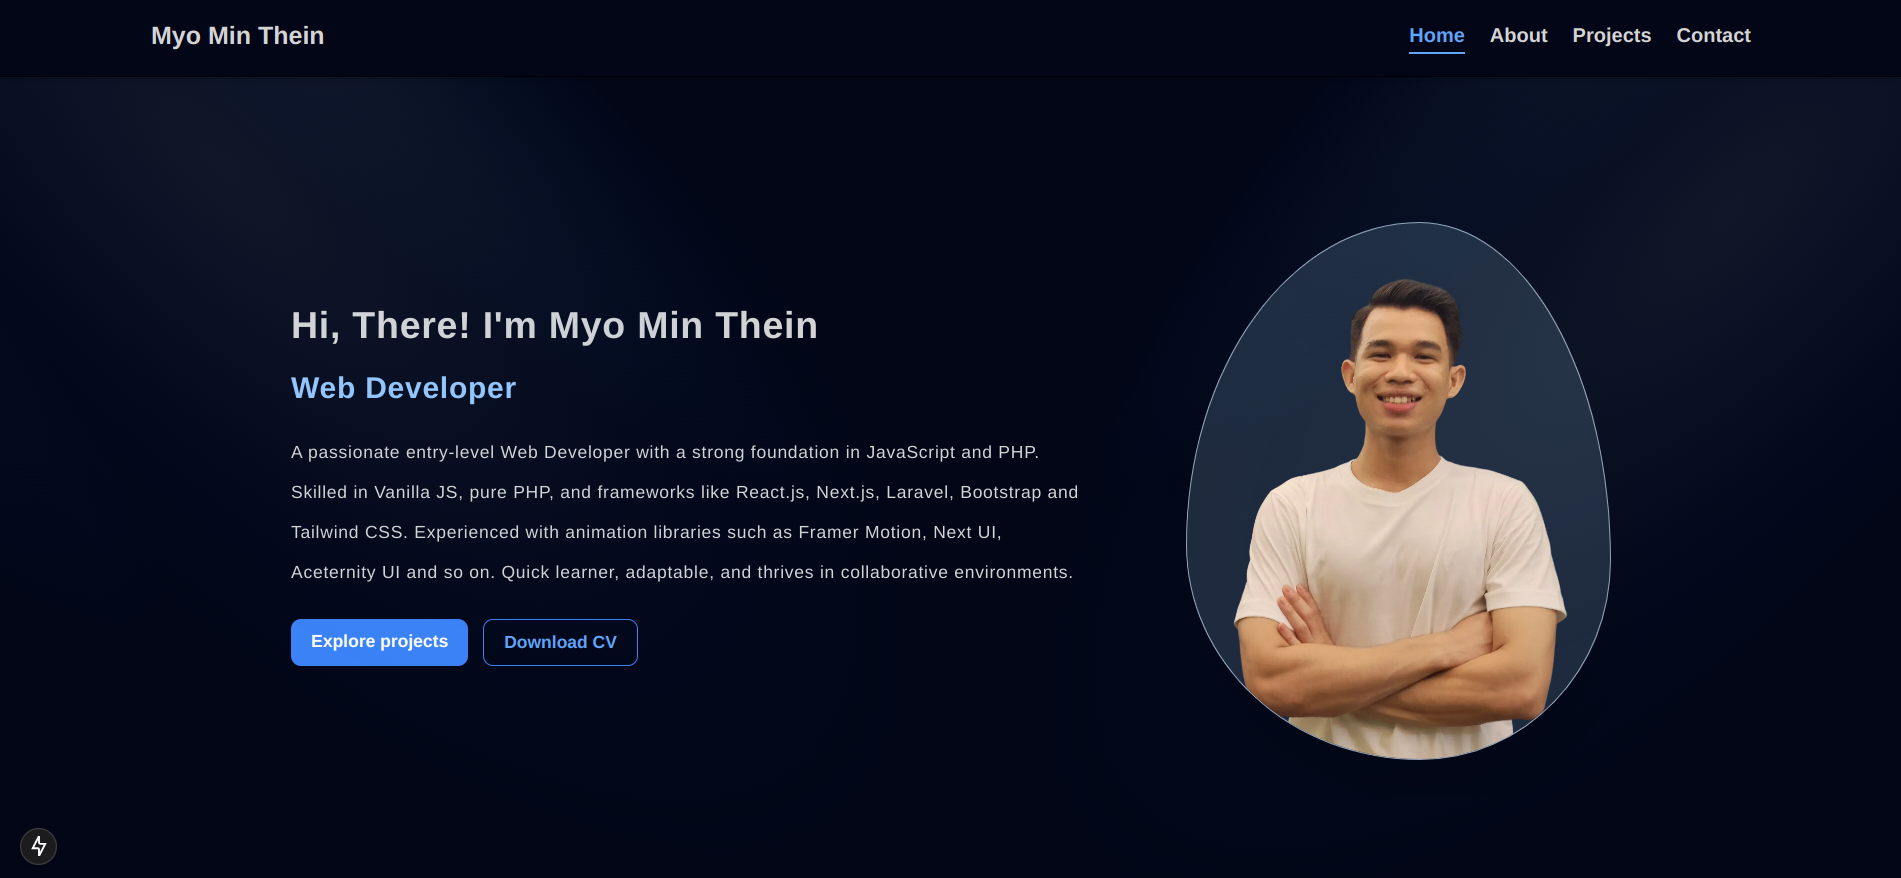 Myo Min Thein
Home About Projects Contact
Hi, There! I'm Myo Min Thein
Web Developer
A passionate entry-level Web Developer with a strong foundation in JavaScript and PHP.
Skilled in Vanilla JS, pure PHP, and frameworks like React.js, Next.js, Laravel, Bootstrap and
Tailwind CSS. Experienced with animation libraries such as Framer Motion, Next UI,
Aceternity UI and so on. Quick learner, adaptable, and thrives in collaborative environments.
Explore projects Download CV